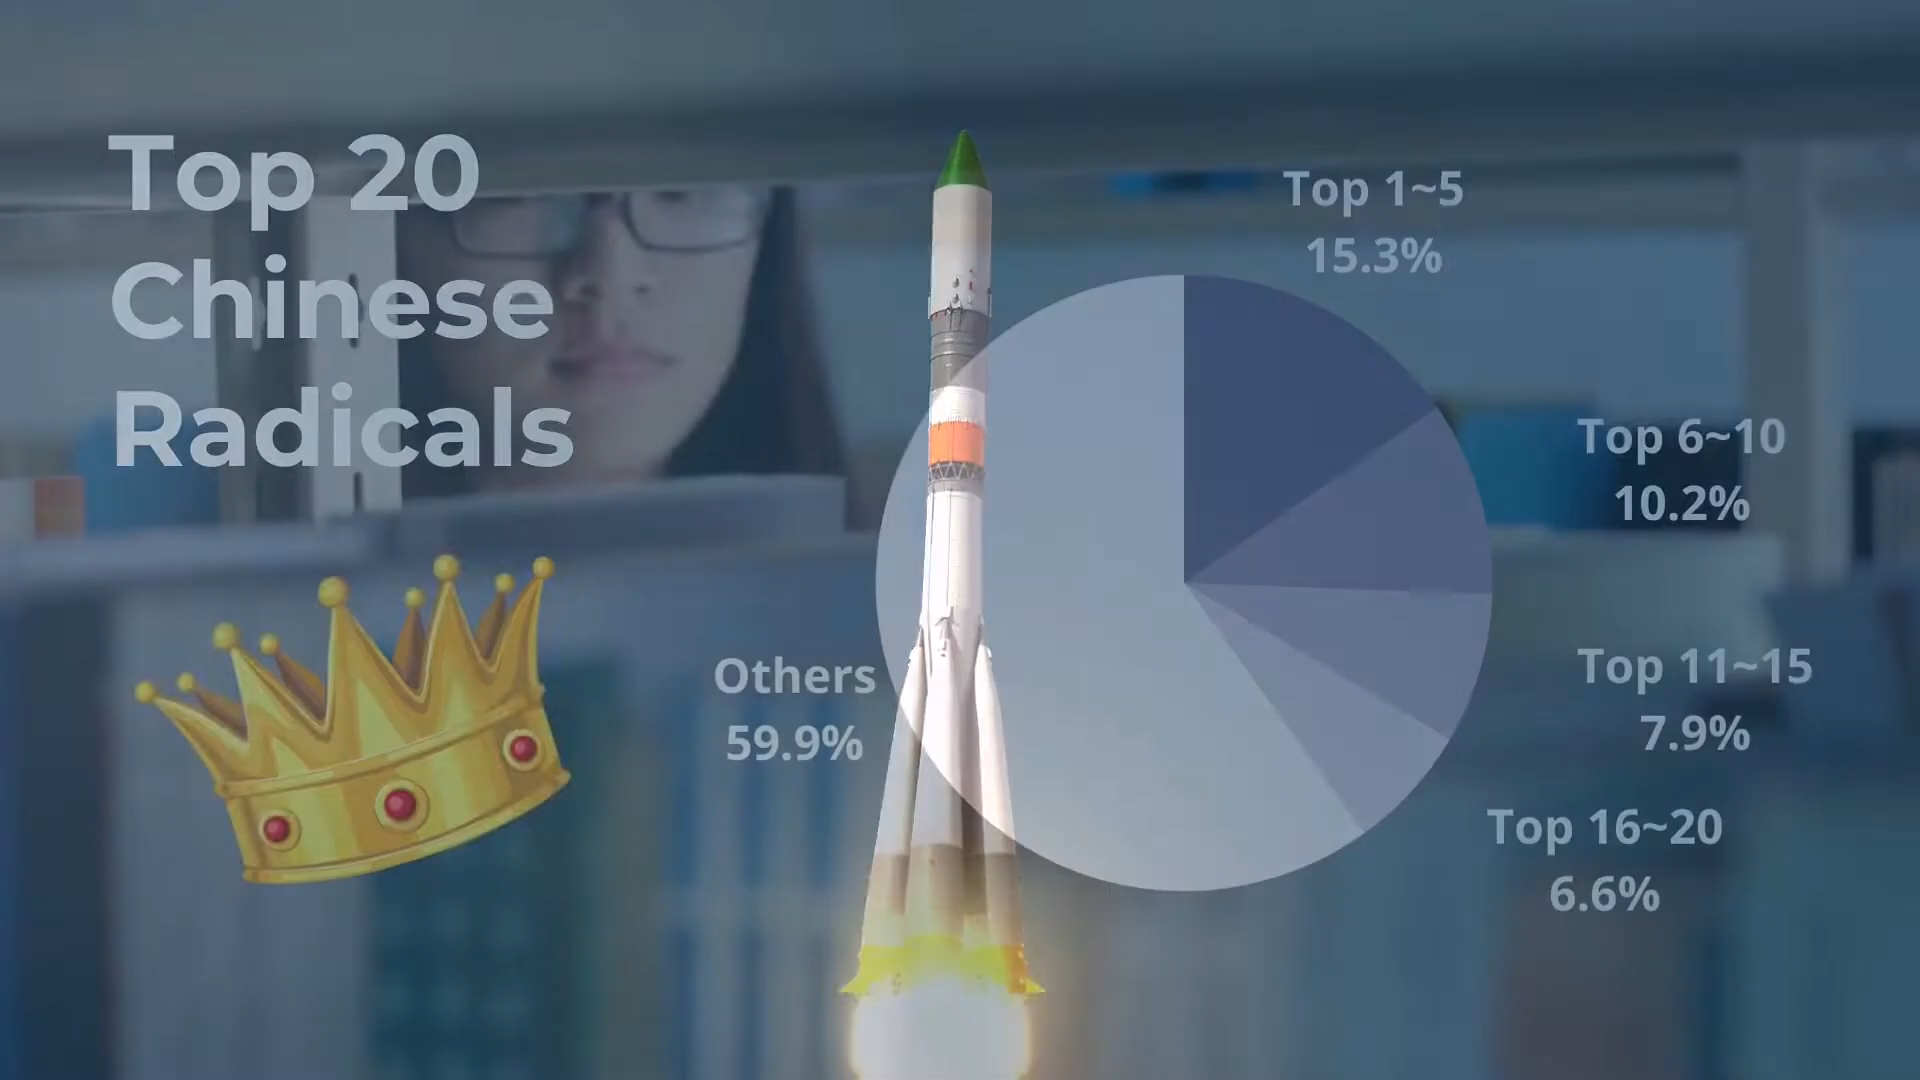 Top 20
Chinese
Radicals
Top 1~5
15.3%
Top 6~10
10.2%
Top 11~15
7.9%
Top 16~20
6.6%
Others
59.9%